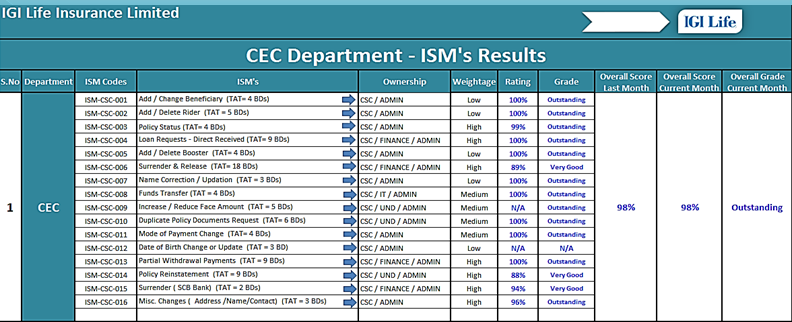 IGI Life Insurance Limited
IGI Life
CEC Department - ISM's Results
S.No Department ISM Codes ISM's Ownership Weightage Rating Grade Overall Score Last Month Overall Score Current Month Overall Grade Current Month
1 CEC 98% 98% Outstanding
ISM-CSC-001 Add / Change Beneficiary (TAT= 4 BDs) CSC / ADMIN Low 100% Outstanding
ISM-CSC-002 Add / Delete Rider (TAT = 5 BDs) CSC / ADMIN Low 100% Outstanding
ISM-CSC-003 Policy Status (TAT= 4 BDs) CSC / ADMIN High 99% Outstanding
ISM-CSC-004 Loan Requests - Direct Received (TAT = 9 BDs) CSC / FINANCE / ADMIN High 100% Outstanding
ISM-CSC-005 Add / Delete Booster (TAT = 4 BDs) CSC / ADMIN Low 100% Outstanding
ISM-CSC-006 Surrender & Release (TAT= 18 BDs) CSC / FINANCE / ADMIN High 89% Very Good
ISM-CSC-007 Name Correction / Updation (TAT = 3 BDs) CSC / ADMIN Low 100% Outstanding
ISM-CSC-008 Funds Transfer (TAT = 4 BDs) CSC / IT / ADMIN Medium 100% Outstanding
ISM-CSC-009 Increase / Reduce Face Amount (TAT = 5 BDs) CSC / UND / ADMIN Medium N/A Outstanding
ISM-CSC-010 Duplicate Policy Documents Request (TAT= 6 BDs) CSC / UND / ADMIN Medium 100% Outstanding
ISM-CSC-011 Mode of Payment Change (TAT= 4 BDs) CSC / ADMIN Medium 100% Outstanding
ISM-CSC-012 Date of Birth Change or Update (TAT = 3 BD) CSC / ADMIN Low N/A N/A
ISM-CSC-013 Partial Withdrawal Payments (TAT = 9 BDs) CSC / FINANCE / ADMIN High 100% Outstanding
ISM-CSC-014 Policy Reinstatement (TAT = 9 BDs) CSC / UND / ADMIN High 88% Very Good
ISM-CSC-015 Surrender ( SCB Bank) (TAT = 2 BDs) CSC / FINANCE / ADMIN High 94% Very Good
ISM-CSC-016 Misc. Changes ( Address /Name/Contact) (TAT = 3 BDs) CSC / ADMIN High 96% Outstanding